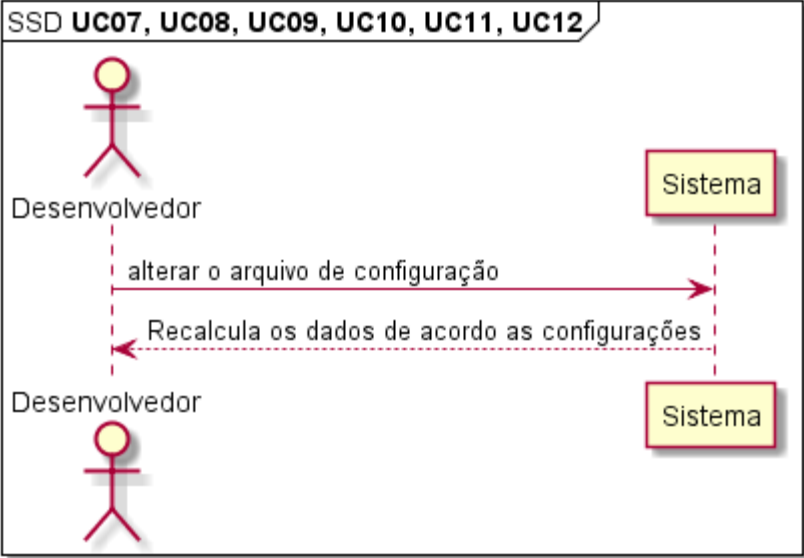 SSD UC07, UC08, UC09, UC10, UC11, UC12
Desenvolvedor
Sistema
alterar o arquivo de configuração
Recalcula os dados de acordo as configurações
Desenvolvedor
Sistema